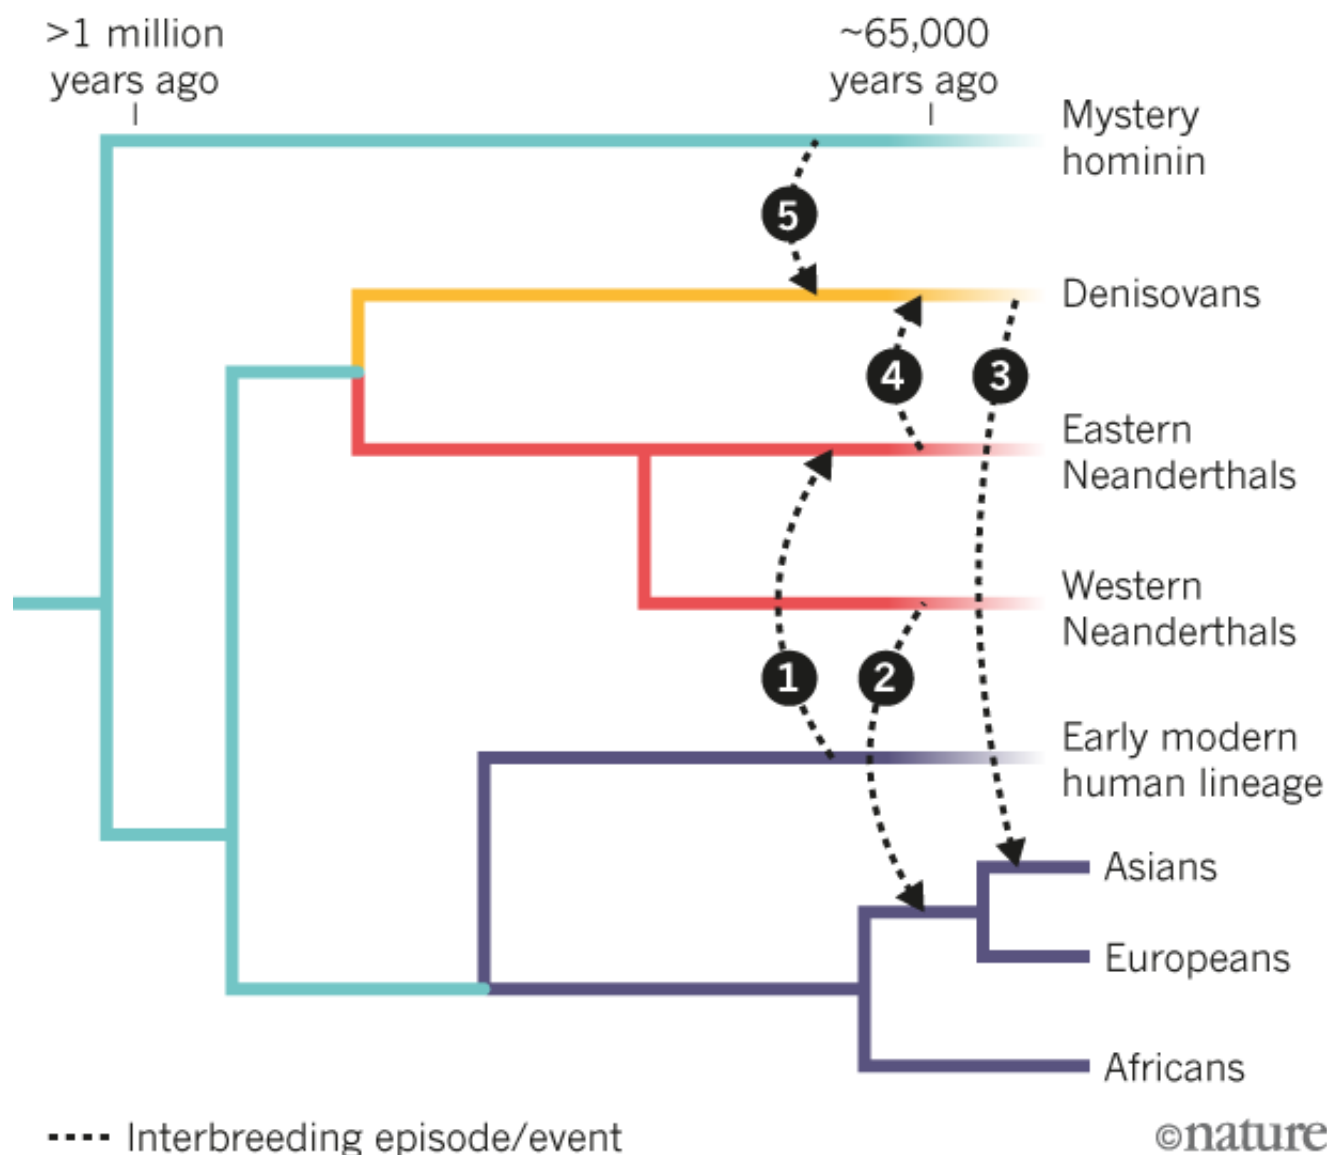 >1 million
years ago
~65,000
years ago
Mystery
hominin
5
Denisovans
4
3
Eastern
Neanderthals
Western
Neanderthals
1
2
Early modern
human lineage
Asians
Europeans
Africans
Interbreeding episode/event
©nature